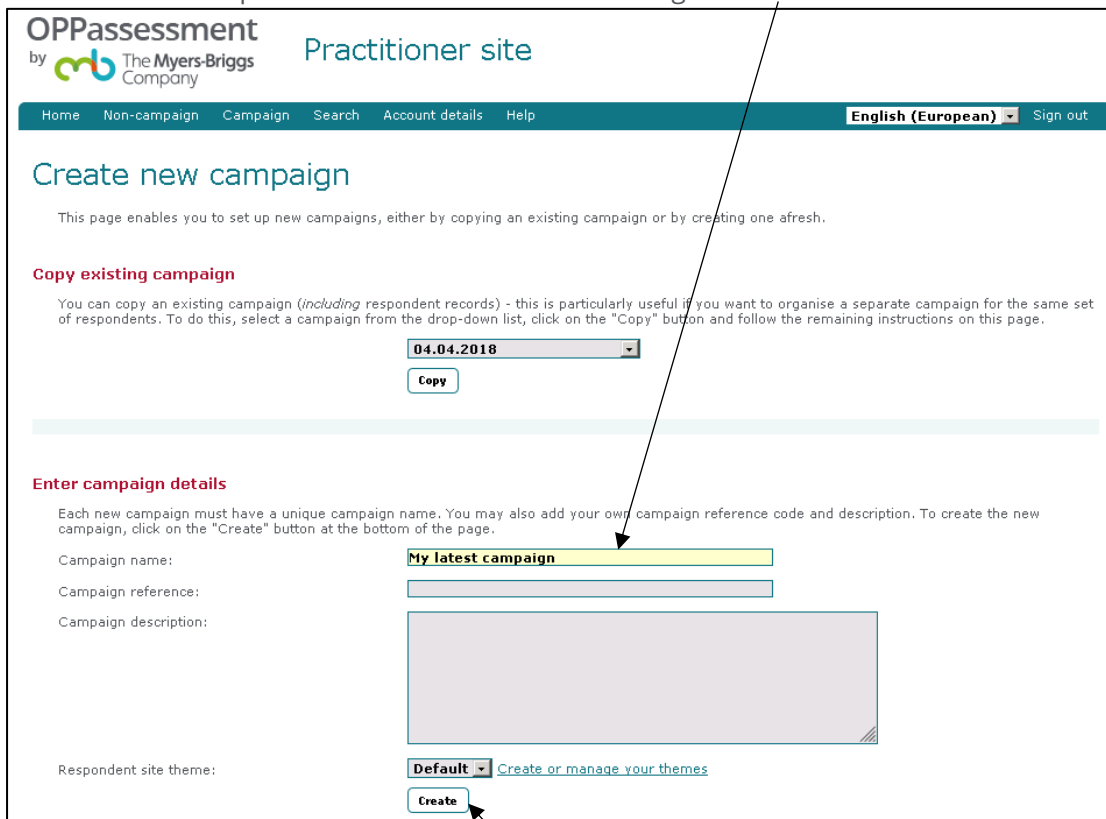 OPPassessment
by The Myers-Briggs
Company
Practitioner site
Home Non-campaign Campaign Search Account details Help English (European) Sign out
Create new campaign
This page enables you to set up new campaigns, either by copying an existing campaign or by creating one afresh.
Copy existing campaign
You can copy an existing campaign (including respondent records) - this is particularly useful if you want to organise a separate campaign for the same set
of respondents. To do this, select a campaign from the drop-down list, click on the "Copy" button and follow the remaining instructions on this page.
04.04.2018
Copy
Enter campaign details
Each new campaign must have a unique campaign name. You may also add your own campaign reference code and description. To create the new
campaign, click on the "Create" button at the bottom of the page.
Campaign name: My latest campaign
Campaign reference:
Campaign description:
Respondent site theme: Default Create or manage your themes
Create